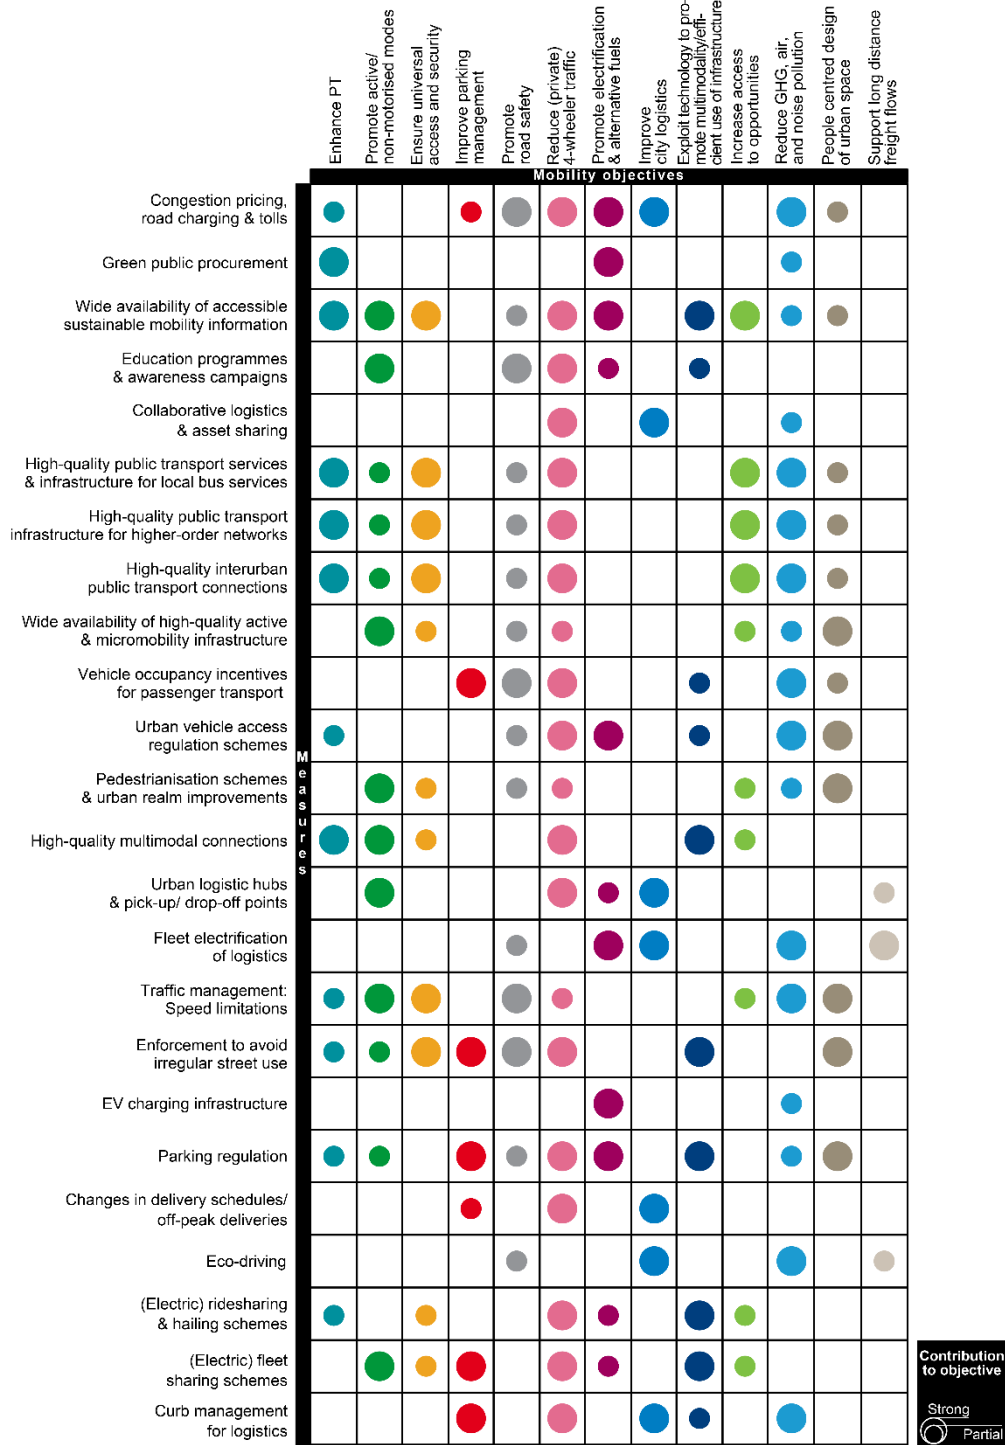 Enhance PT
Promote active/
non-motorised modes
Ensure universal
access and security
Improve parking
management
Promote
road safety
Reduce (private)
4-wheeler traffic
Promote electrification
& alternative fuels
Improve
city logistics
Exploit technology to pro-
mote multimodality/effi-
cient use of infrastructure
Increase access
to opportunities
Reduce GHG, air,
and noise pollution
People centred design
of urban space
Support long distance
freight flows
Mobility objectives
Measures
Congestion pricing,
road charging & tolls
Green public procurement
Wide availability of accessible
sustainable mobility information
Education programmes
& awareness campaigns
Collaborative logistics
& asset sharing
High-quality public transport services
& infrastructure for local bus services
High-quality public transport
infrastructure for higher-order networks
High-quality interurban
public transport connections
Wide availability of high-quality active
& micromobility infrastructure
Vehicle occupancy incentives
for passenger transport
Urban vehicle access
regulation schemes
Pedestrianisation schemes
& urban realm improvements
High-quality multimodal connections
Urban logistic hubs
& pick-up/ drop-off points
Fleet electrification
of logistics
Traffic management:
Speed limitations
Enforcement to avoid
irregular street use
EV charging infrastructure
Parking regulation
Changes in delivery schedules/
off-peak deliveries
Eco-driving
(Electric) ridesharing
& hailing schemes
(Electric) fleet
sharing schemes
Curb management
for logistics
Contribution
to objective
Strong
Partial